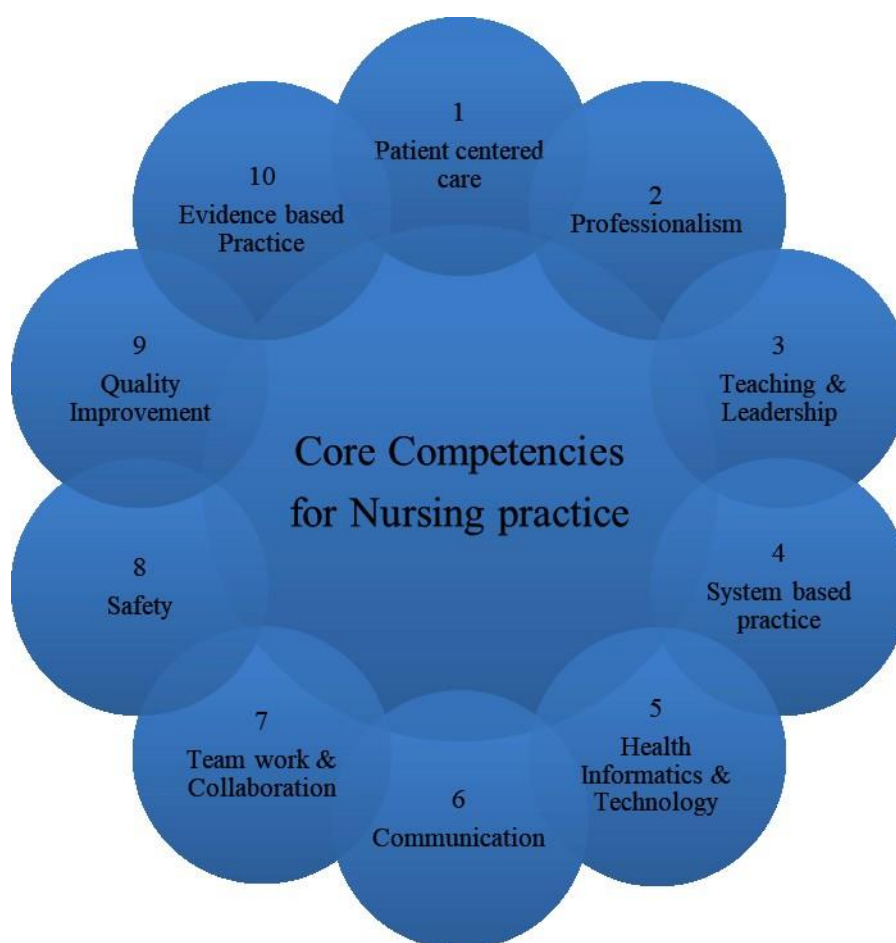 1
Patient centered
care
2
Professionalism
3
Teaching &
Leadership
4
System based
practice
5
Health
Informatics &
Technology
6
Communication
7
Team work &
Collaboration
8
Safety
9
Quality
Improvement
10
Evidence based
Practice
Core Competencies
for Nursing practice